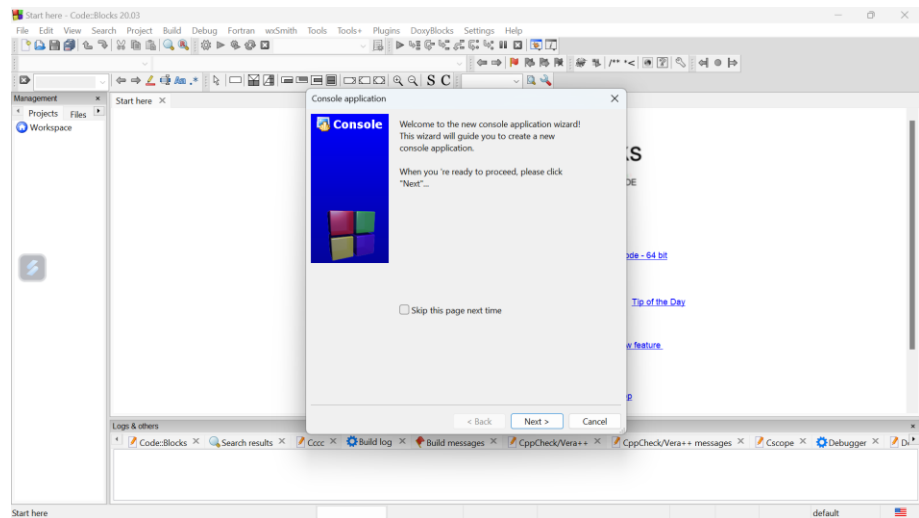 Start here - Code::Blocks 20.03
File Edit View Search Project Build Debug Fortran wxSmith Tools Tools+ Plugins DoxyBlocks Settings Help
S C
Management
Start here
Projects Files
Workspace
Console application
Console
Welcome to the new console application wizard!
This wizard will guide you to create a new
console application.
When you 're ready to proceed, please click
"Next"...
Skip this page next time
< Back Next > Cancel
ode - 64 bit
Tip of the Day
w feature
Logs & others
Code::Blocks Search results Cccc Build log Build messages CppCheck/Vera++ CppCheck/Vera++ messages Cscope Debugger
Start here default